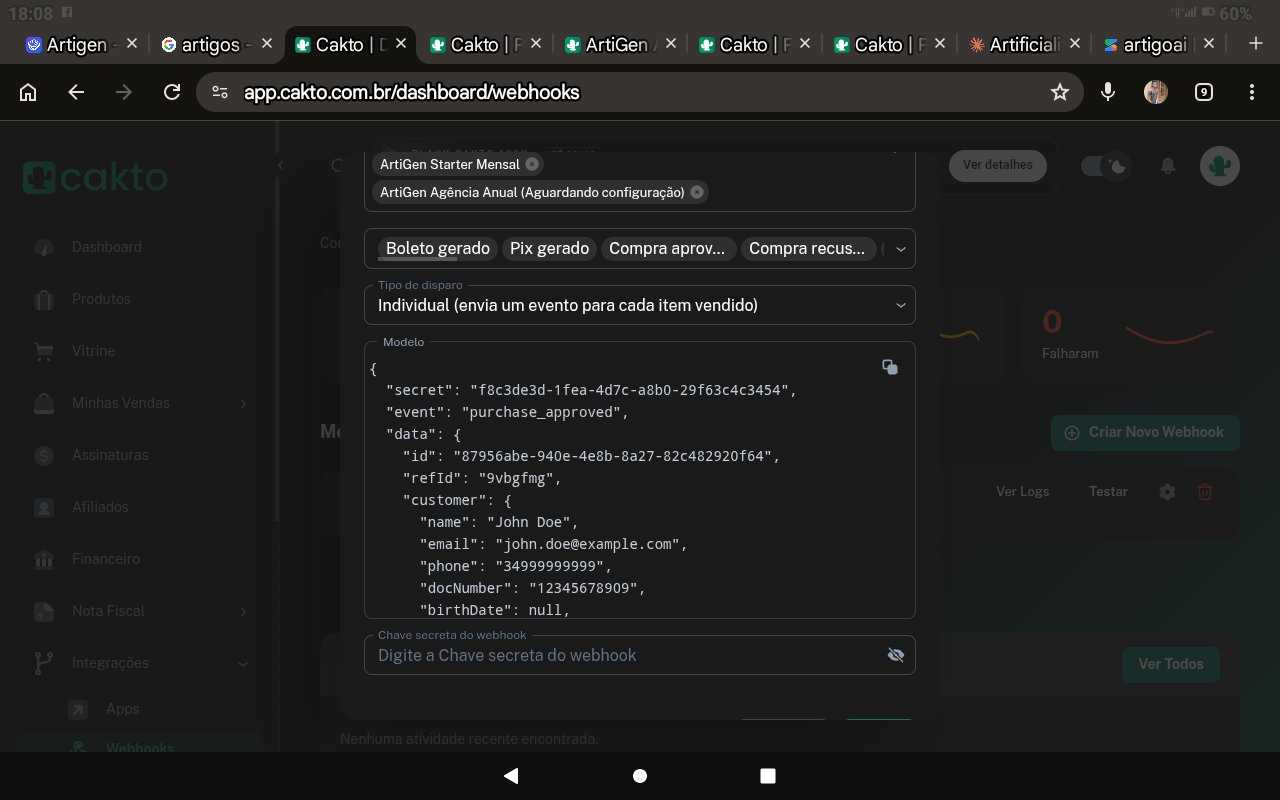 18:08
60%
Artigen -
artigos -
Cakto | D
Cakto | P
ArtiGen
Cakto | P
Cakto | P
Artificiali
artigoai
app.cakto.com.br/dashboard/webhooks
9
cakto
Ver detalhes
ArtiGen Starter Mensal
ArtiGen Agência Anual (Aguardando configuração)
Dashboard
Produtos
Vitrine
Minhas Vendas
Assinaturas
Afiliados
Financeiro
Nota Fiscal
Integrações
Apps
Webhooks
Boleto gerado
Pix gerado
Compra aprov...
Compra recus...
Tipo de disparo
Individual (envia um evento para cada item vendido)
Modelo
{
"secret": "f8c3de3d-1fea-4d7c-a8b0-29f63c4c3454",
"event": "purchase_approved",
"data": {
"id": "87956abe-940e-4e8b-8a27-82c482920f64",
"refId": "9vbgfmg",
"customer": {
"name": "John Doe",
"email": "john.doe@example.com",
"phone": "34999999999",
"docNumber": "12345678909",
"birthDate": null,
Chave secreta do webhook
Digite a Chave secreta do webhook
0
Falharam
Criar Novo Webhook
Ver Logs
Testar
Ver Todos
Nenhuma atividade recente encontrada.